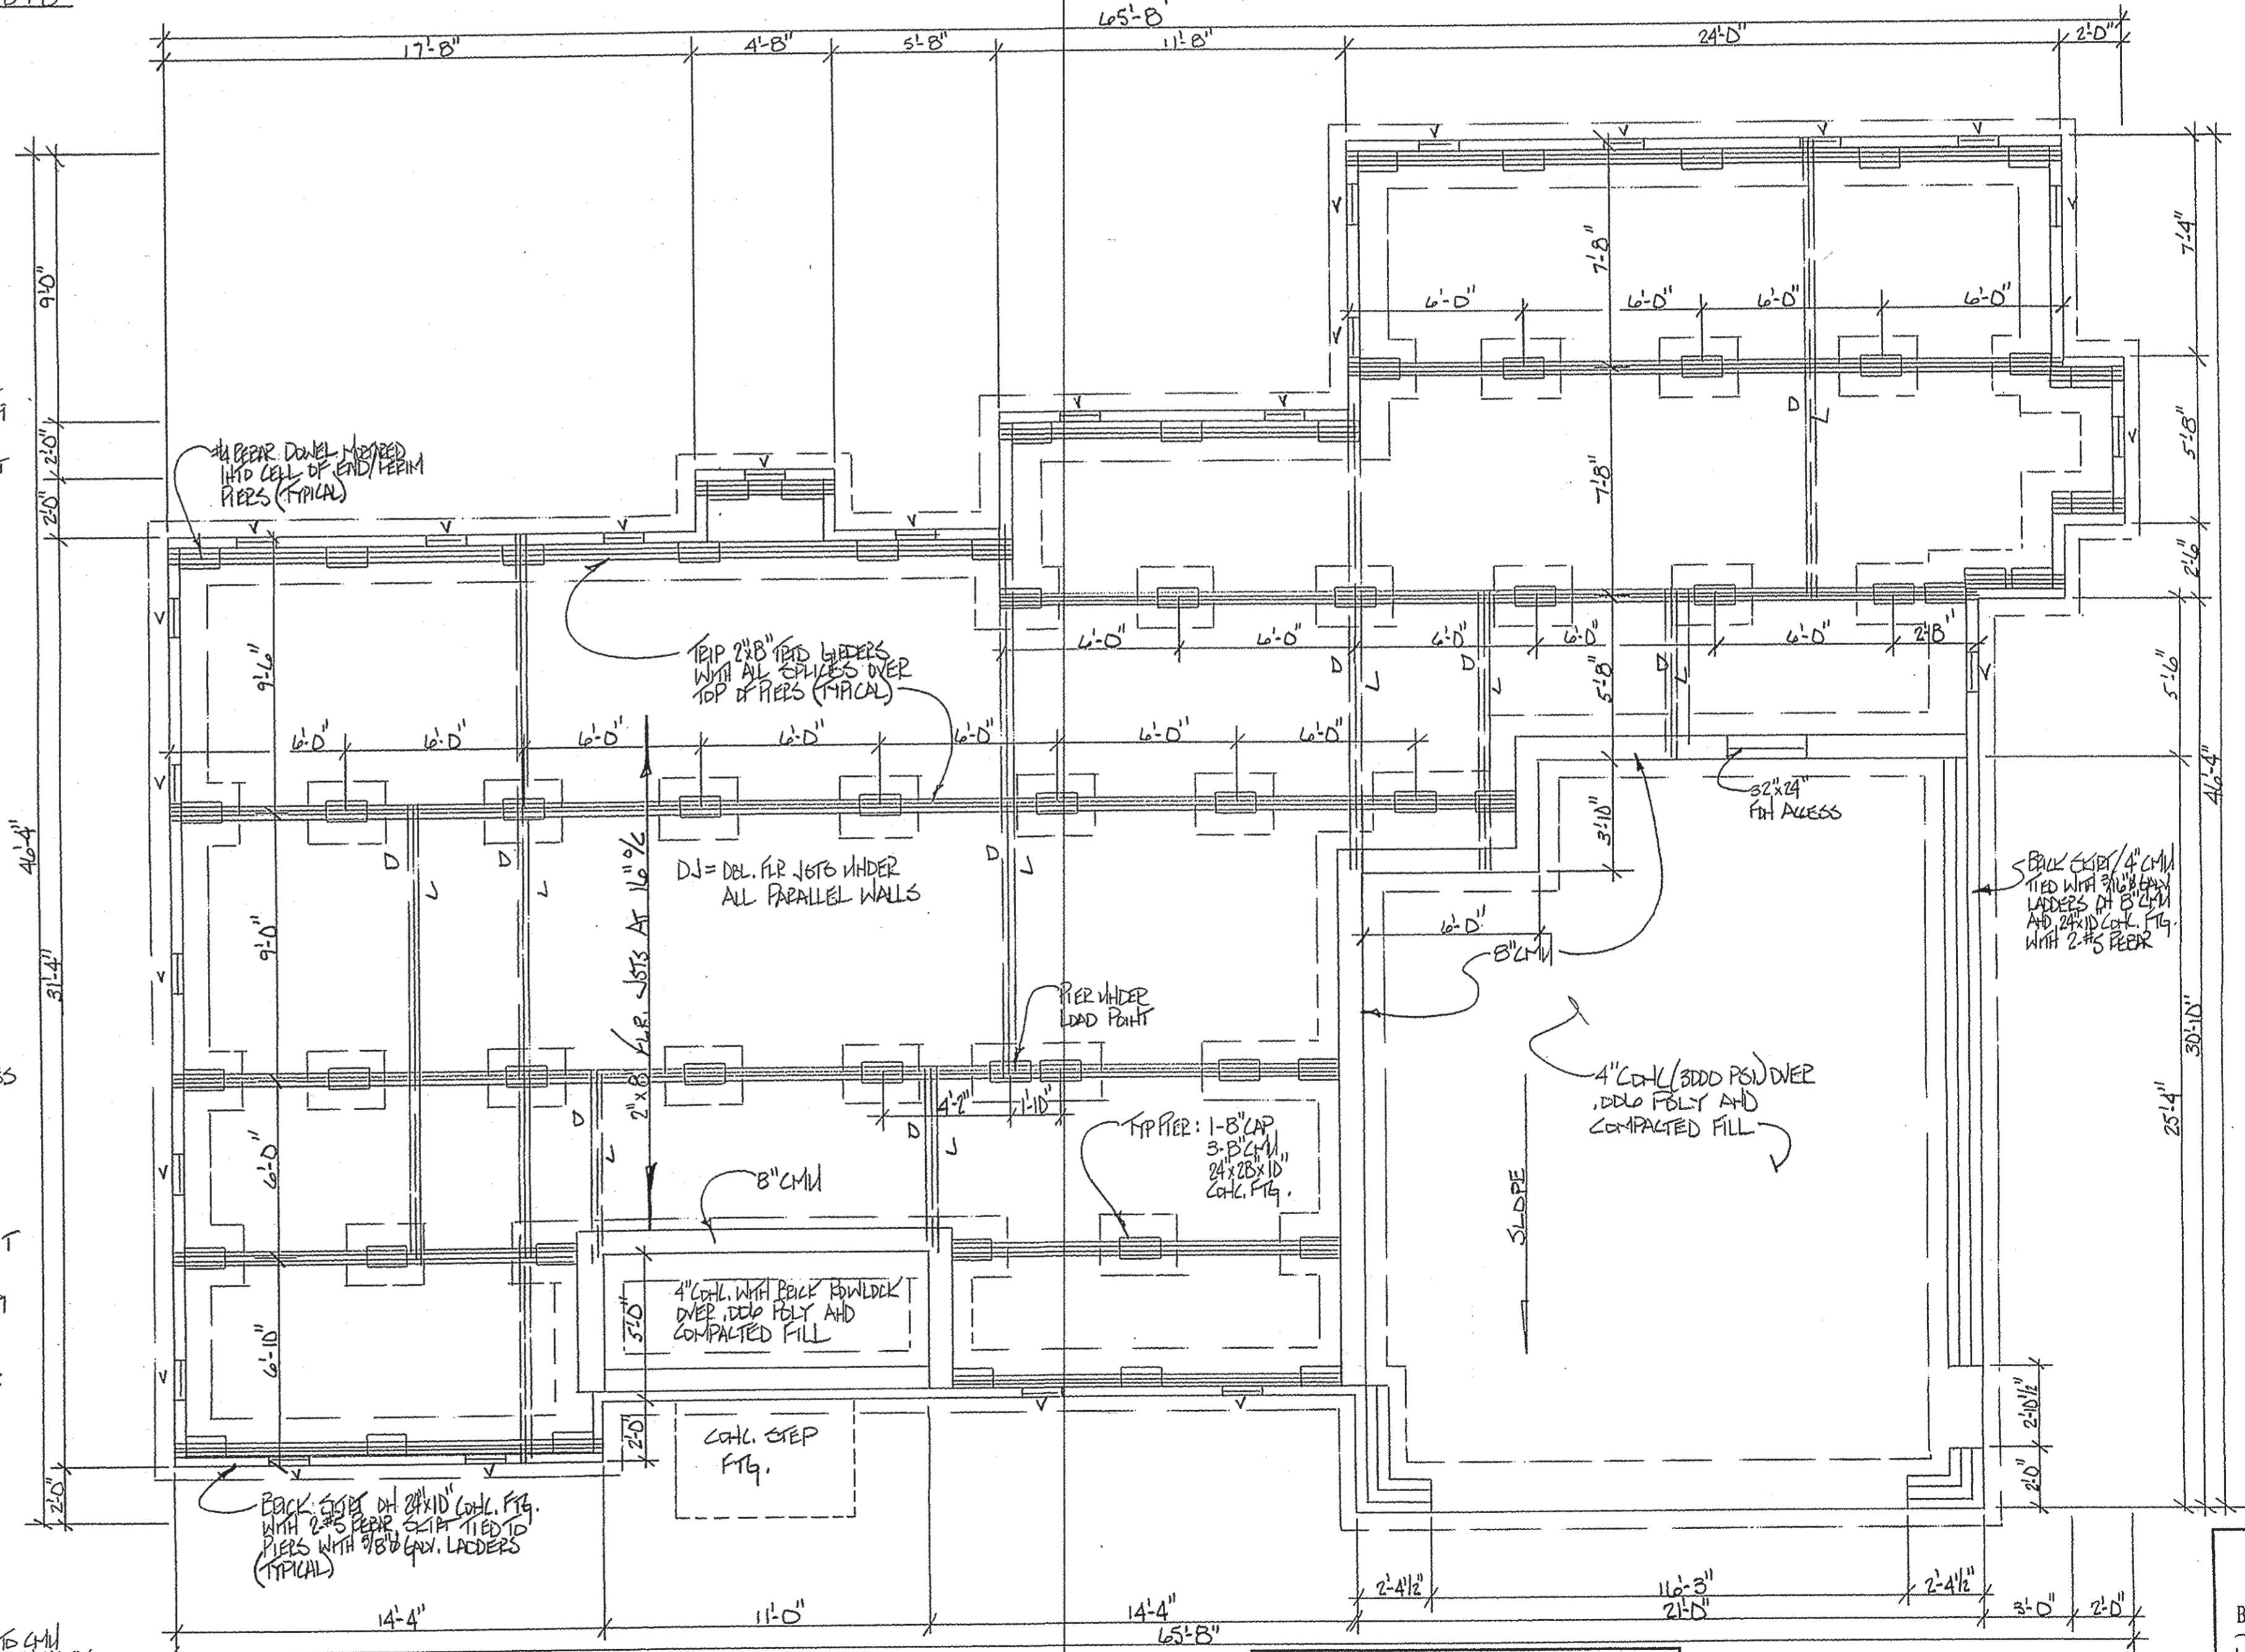 65'-8"
17'-8"
4'-8"
5'-8"
11'-8"
24'-0"
2'-0"
V
V
V
V
9'-0"
V
V
7'-8"
7'-4"
6'-0"
6'-0"
6'-0"
6'-0"
V
V
V
D
J
V
5'-8"
2'-0"
#4 REBAR DOWEL MORTARED
INTO CELL OF END/PERIM
PIERS (TYPICAL)
V
7'-8"
2'-0"
V
V
V
V
2'-6"
TRIP 2"x8" TRTD GIRDERS
WITH ALL SPLICES OVER
TOP OF PIERS (TYPICAL)
V
9'-6"
6'-0"
6'-0"
6'-0"
6'-0"
6'-0"
2'-8"
D
J
D
J
D
J
5'-8"
V
5'-6"
6'-0"
6'-0"
6'-0"
6'-0"
6'-0"
6'-0"
6'-0"
V
46'-4"
32"x24"
FDN ACCESS
3'-10"
46'-4"
D
J
D
J
D
J
DJ = DBL. FLR JSTS UNDER
ALL PARALLEL WALLS
2"x8" FLR. JSTS AT 16" %
BRICK SKIRT/4" CMU
TIED WITH 3/16"Ø GALV
LADDERS ON 8" CMU
AND 24"x10" CONC. FTG.
WITH 2-#5 REBAR
9'-0"
31'-4"
V
6'-0"
8" CMU
PIER UNDER
LOAD POINT
30'-10"
25'-4"
4" CONC (3000 PSI) OVER
.006 POLY AND
COMPACTED FILL
4'-2"
1'-10"
D
J
D
J
TYP PIER: 1-8" CAP
3-8" CMU
24"x28"x10"
CONC. FTG.
6'-0"
V
8" CMU
SLOPE
5'-0"
4" CONC. WITH BRICK ROWLOCK
OVER .006 POLY AND
COMPACTED FILL
6'-10"
V
V
V
2'-10 1/2"
2'-0"
CONC. STEP
FTG.
V
V
2'-0"
2'-0"
BRICK SKIRT ON 24"x10" CONC. FTG.
WITH 2-#5 REBAR. SKIRT TIED TO
PIERS WITH 3/8"Ø GALV. LADDERS
(TYPICAL)
2'-4 1/2"
16'-3"
2'-4 1/2"
14'-4"
11'-0"
14'-4"
21'-0"
3'-0"
2'-0"
65'-8"
TO CMU